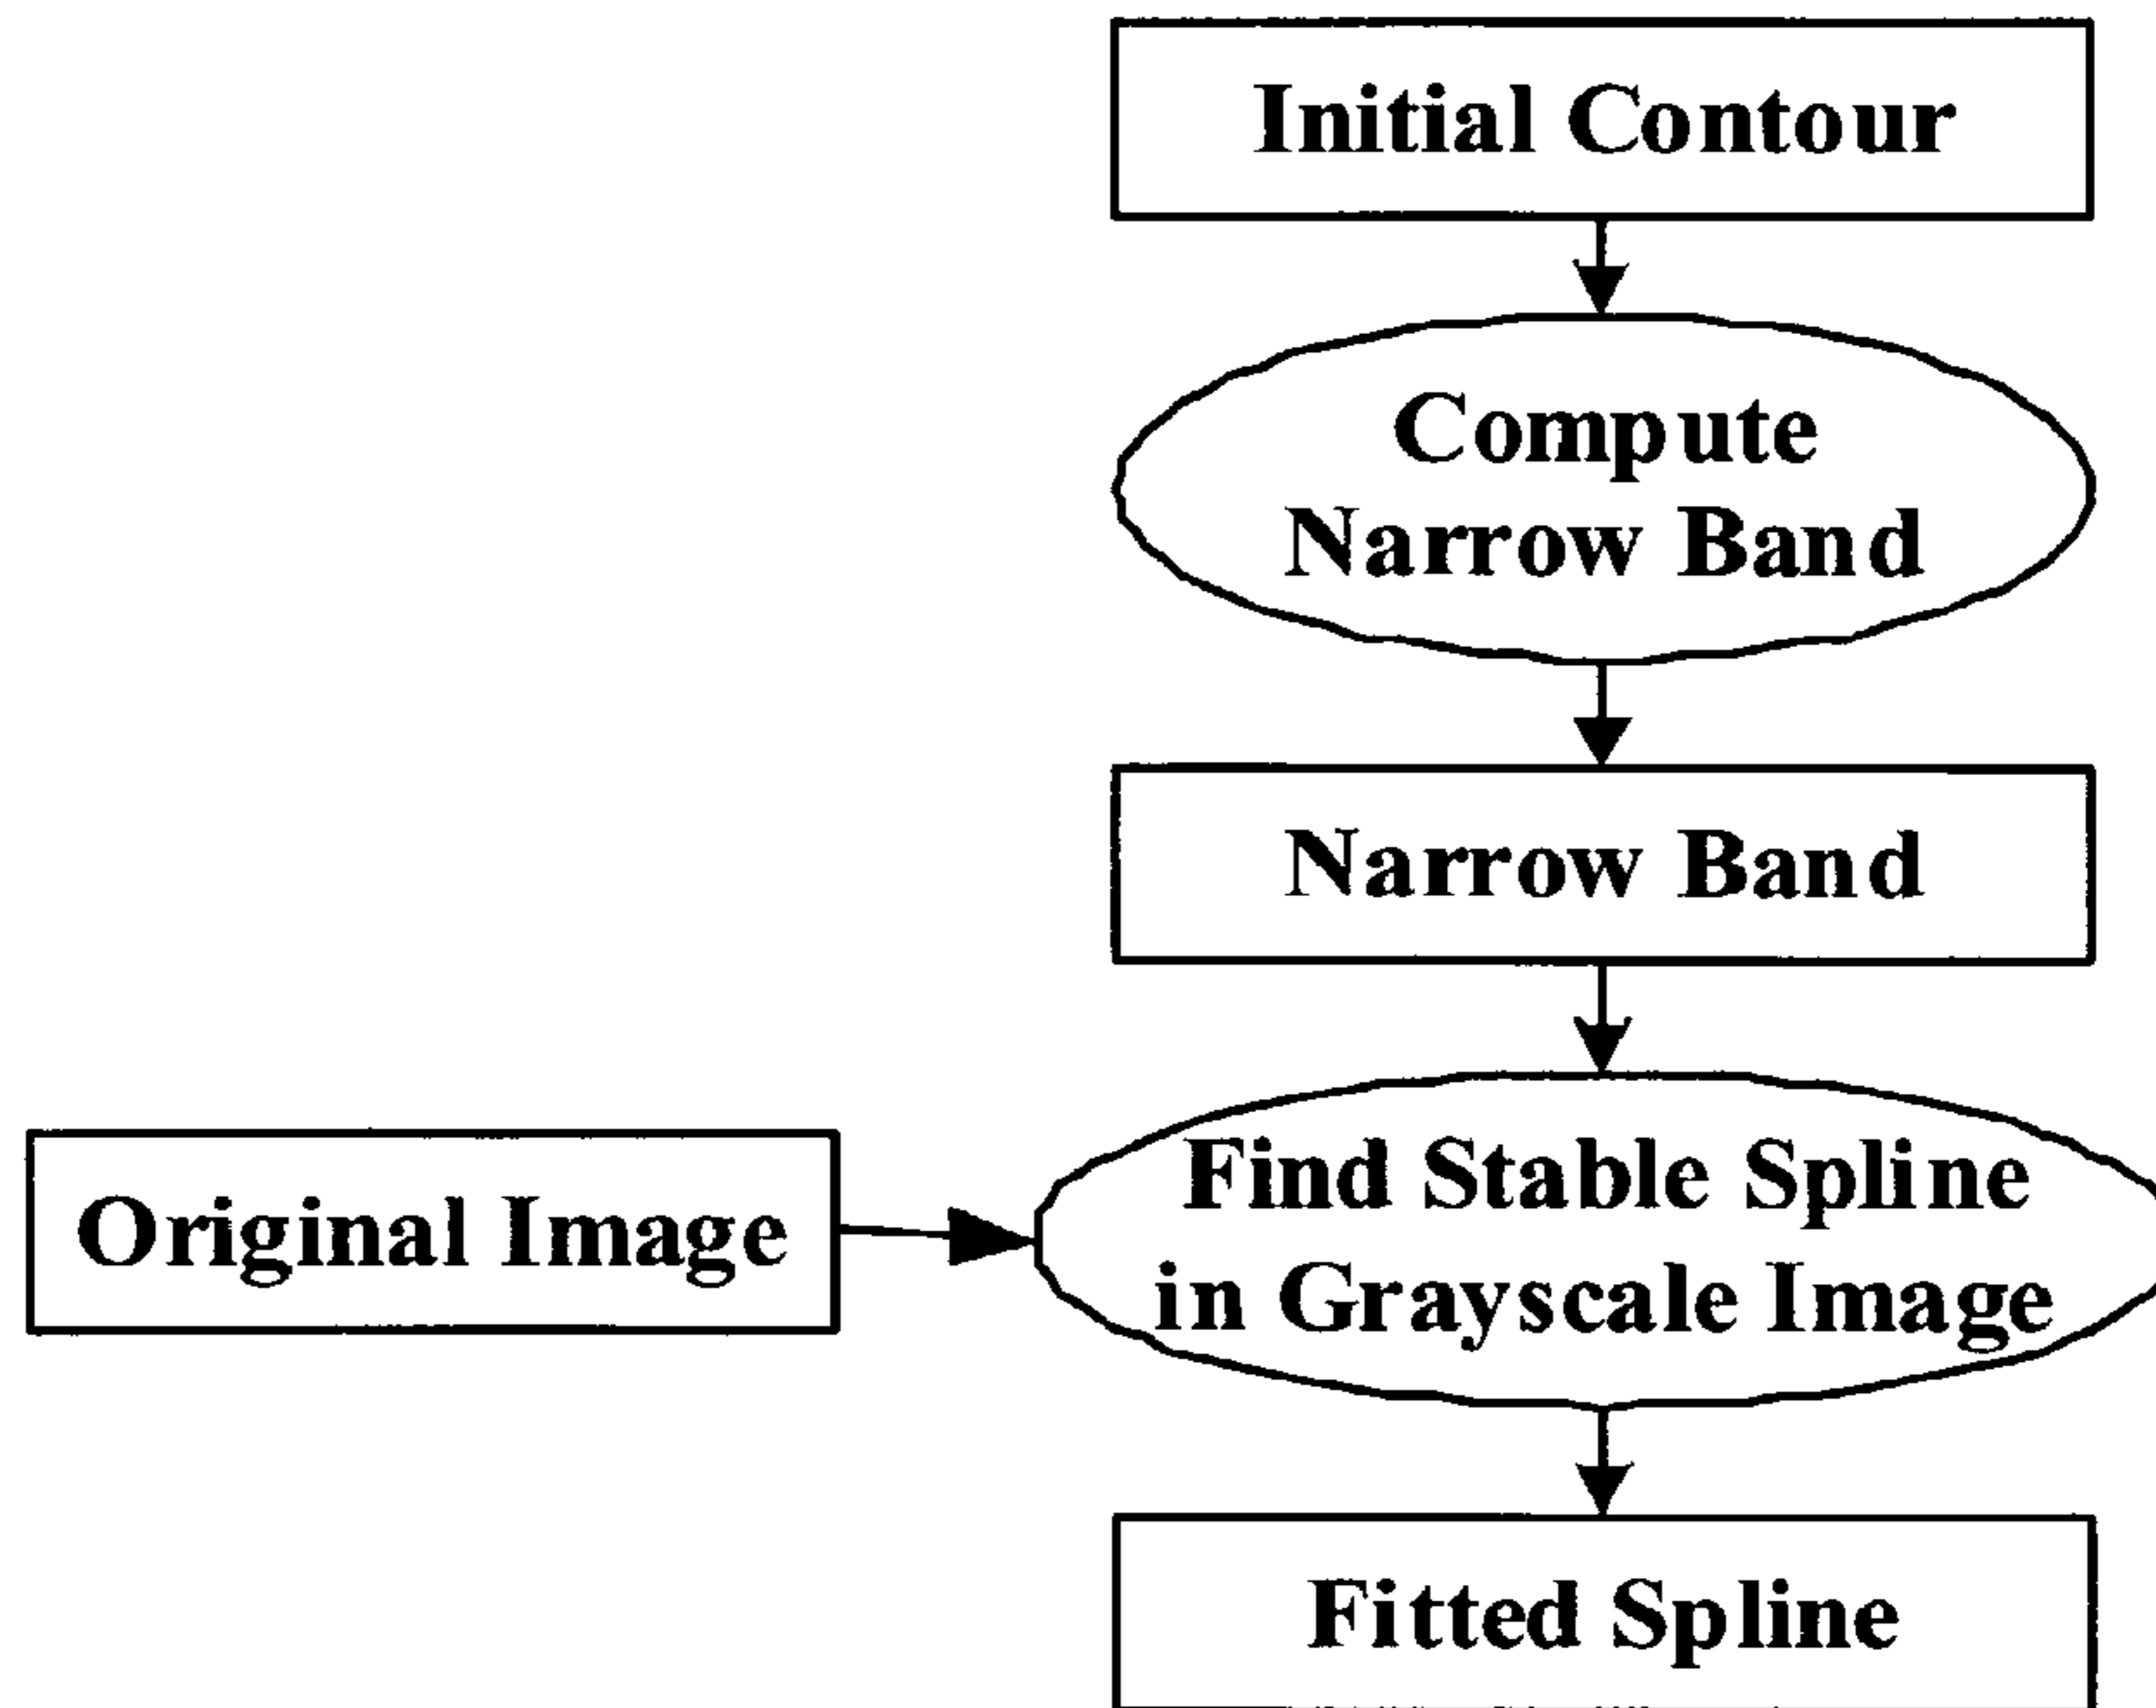 Initial Contour
Compute
Narrow Band
Narrow Band
Original Image
Find Stable Spline
in Grayscale Image
Fitted Spline